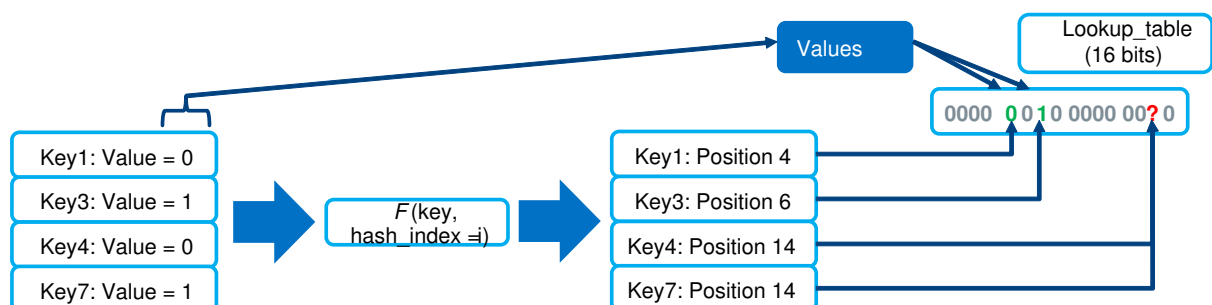 Values
Lookup_table
(16 bits)
0000 0 0 1 0 0000 00 ? 0
Key1: Value = 0
Key3: Value = 1
Key4: Value = 0
Key7: Value = 1
F(key,
hash_index =i)
Key1: Position 4
Key3: Position 6
Key4: Position 14
Key7: Position 14